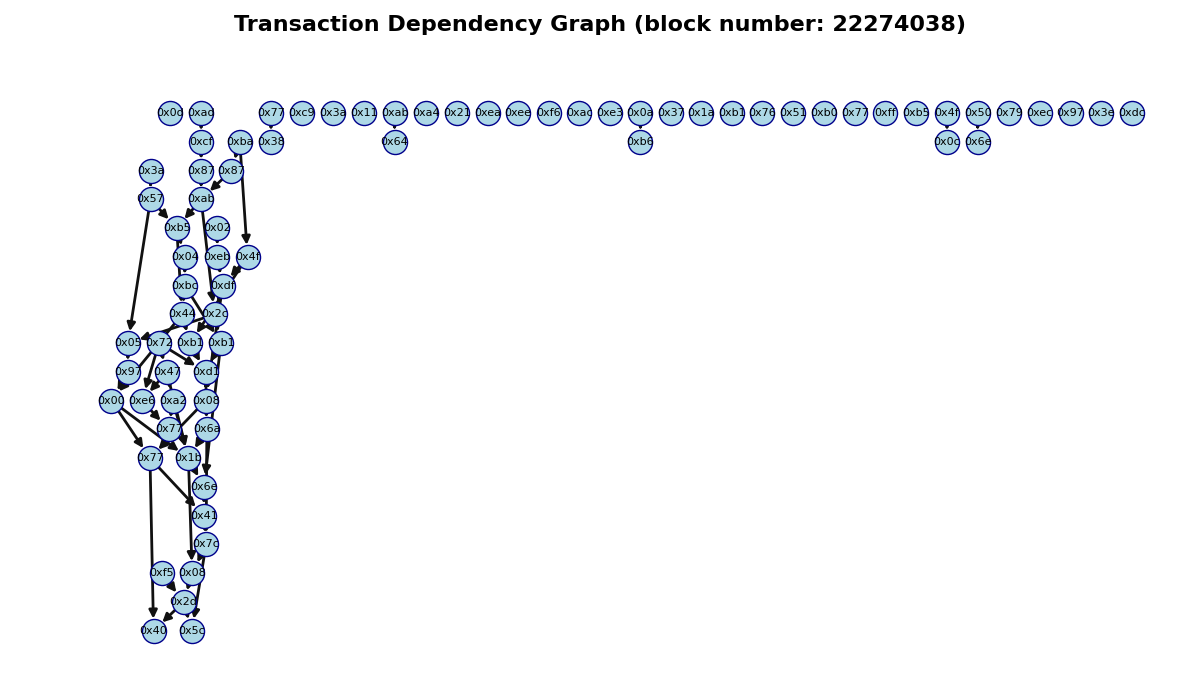 Transaction Dependency Graph (block number: 22274038)
0x0d 0xad 0x77 0xc9 0x3a 0x11 0xab 0xa4 0x21 0xea 0xee 0xf6 0xac 0xe3 0x0a 0x37 0x1a 0xb1 0x76 0x51 0xb0 0x77 0xff 0xb5 0x4f 0x50 0x79 0xec 0x97 0x3e 0xdc
0xcf 0xba 0x38 0x64 0xb6 0x0c 0x6e
0x3a 0x87 0x87
0x57 0xab
0xb5 0x02
0x04 0xeb 0x4f
0xbc 0xdf
0x44 0x2c
0x05 0x72 0xb1 0xb1
0x97 0x47 0xd1
0x00 0xe6 0xa2 0x08
0x77 0x6a
0x77 0x1b
0x6e
0x41
0x7c
0xf5 0x08
0x2d
0x40 0x5c